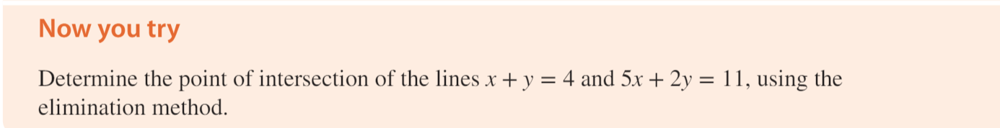 Now you try
Determine the point of intersection of the lines x + y = 4 and 5x + 2y = 11, using the
elimination method.